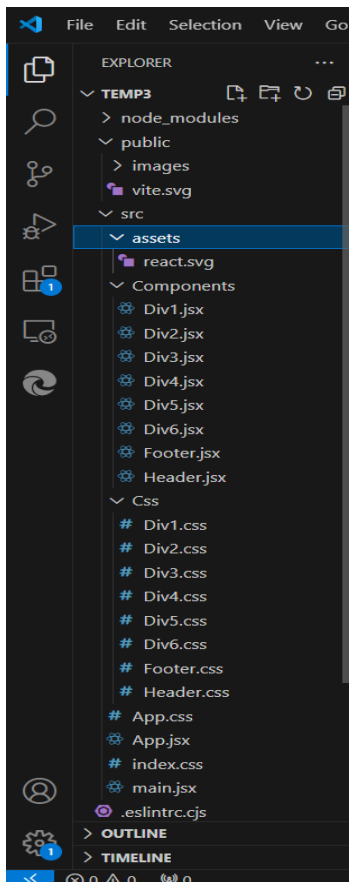 File Edit Selection View Go
EXPLORER ...
TEMP3
node_modules
public
images
vite.svg
src
assets
react.svg
Components
Div1.jsx
Div2.jsx
Div3.jsx
Div4.jsx
Div5.jsx
Div6.jsx
Footer.jsx
Header.jsx
Css
# Div1.css
# Div2.css
# Div3.css
# Div4.css
# Div5.css
# Div6.css
# Footer.css
# Header.css
# App.css
App.jsx
# index.css
main.jsx
.eslintrc.cjs
OUTLINE
TIMELINE
1
1
0 0 0